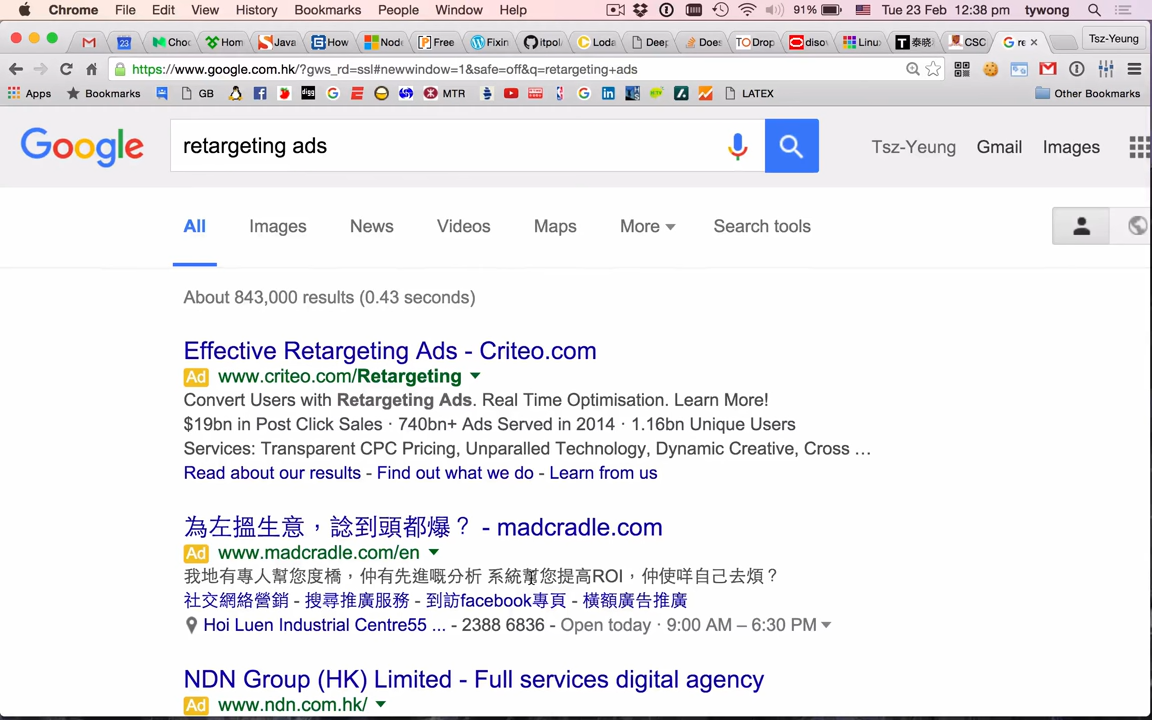 Chrome File Edit View History Bookmarks People Window Help 91% Tue 23 Feb 12:38 pm tywong
Choc Hom Java How Node Free Fixin itpol Loda Deep Does Drop disov Linux CSC re Tsz-Yeung
https://www.google.com.hk/?gws_rd=ssl#newwindow=1&safe=off&q=retargeting+ads
Apps Bookmarks GB MTR LATEX Other Bookmarks
Google retargeting ads Tsz-Yeung Gmail Images
All Images News Videos Maps More Search tools
About 843,000 results (0.43 seconds)
Effective Retargeting Ads - Criteo.com
Ad www.criteo.com/Retargeting
Convert Users with Retargeting Ads. Real Time Optimisation. Learn More!
$19bn in Post Click Sales · 740bn+ Ads Served in 2014 · 1.16bn Unique Users
Services: Transparent CPC Pricing, Unparalled Technology, Dynamic Creative, Cross ...
Read about our results - Find out what we do - Learn from us
為左搵生意，諗到頭都爆？ - madcradle.com
Ad www.madcradle.com/en
我地有專人幫您度橋，仲有先進嘅分析 系統幫您提高ROI，仲使咩自己去煩？
社交網絡營銷 - 搜尋推廣服務 - 到訪facebook專頁 - 橫額廣告推廣
Hoi Luen Industrial Centre55 ... - 2388 6836 - Open today · 9:00 AM – 6:30 PM
NDN Group (HK) Limited - Full services digital agency
Ad www.ndn.com.hk/